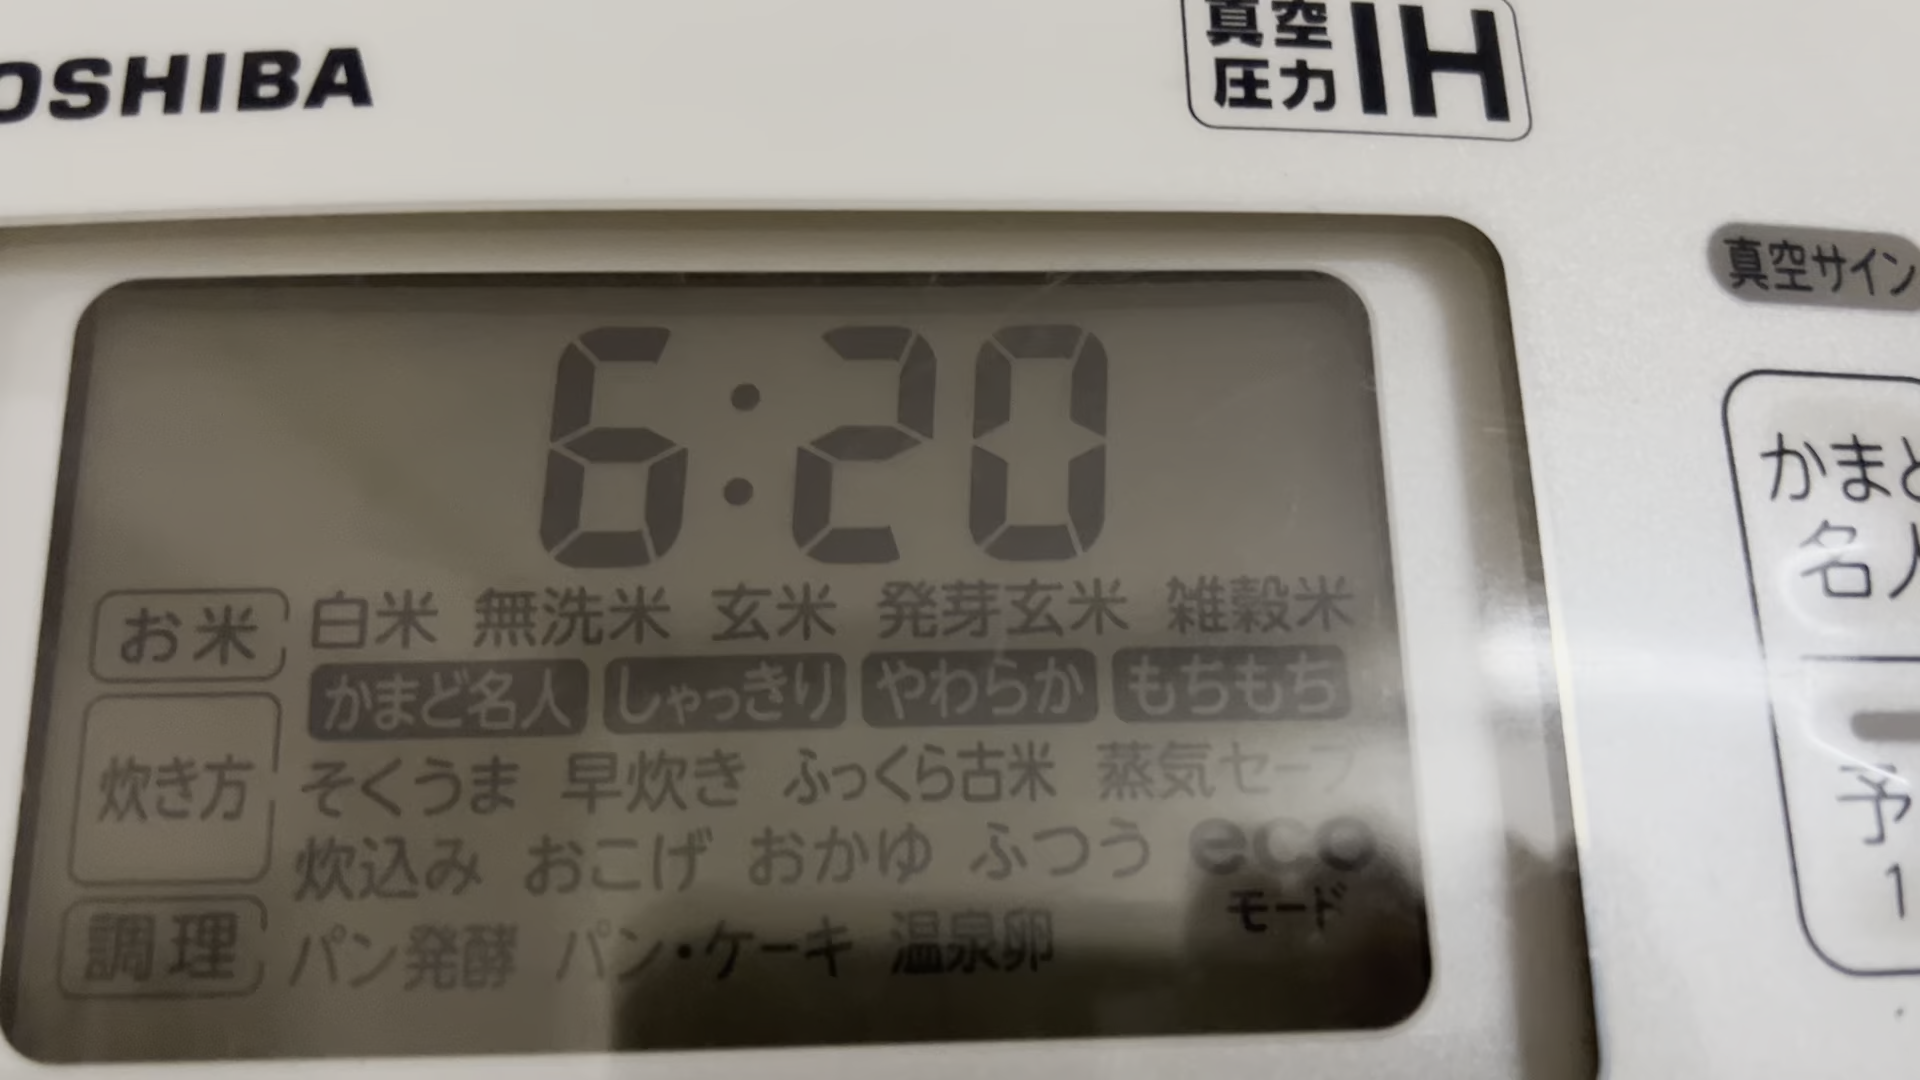 OSHIBA
真空
圧力 IH
真空サイン
6:20
お米 白米 無洗米 玄米 発芽玄米 雑穀米
かまど名人 しゃっきり やわらか もちもち
炊き方 そくうま 早炊き ふっくら古米 蒸気セーブ
炊込み おこげ おかゆ ふつう eco
モード
調理 パン発酵 パン・ケーキ 温泉卵
かまど
名人
予
1